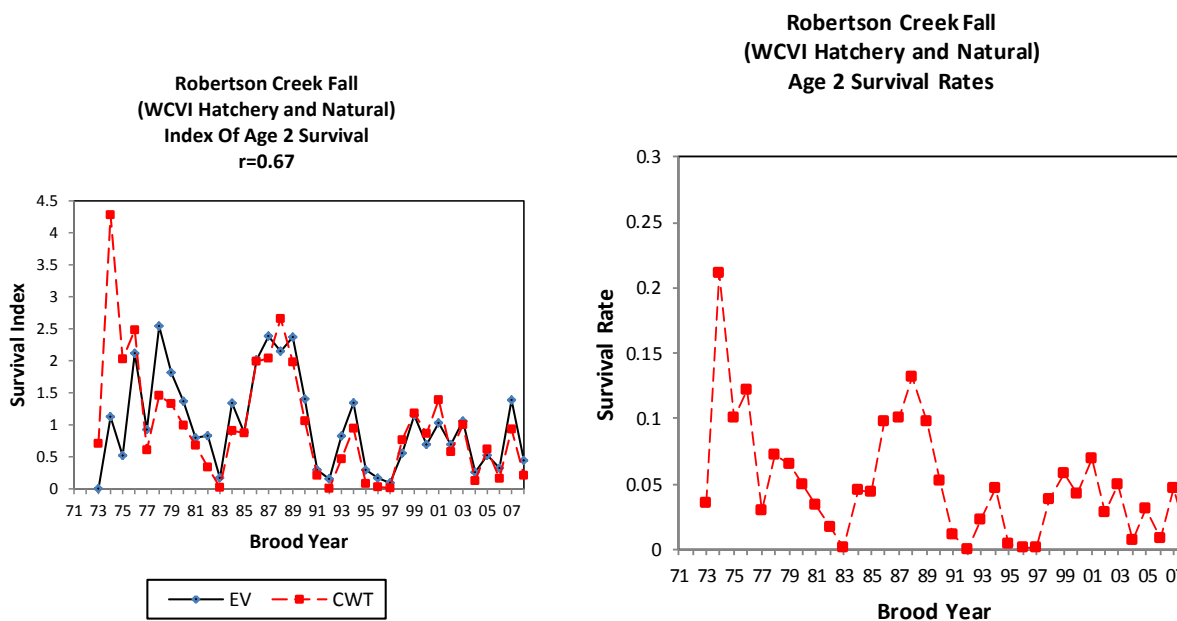 Robertson Creek Fall
(WCVI Hatchery and Natural)
Index Of Age 2 Survival
r=0.67
Survival Index
4.5
4
3.5
3
2.5
2
1.5
1
0.5
0
71 73 75 77 79 81 83 85 87 89 91 93 95 97 99 01 03 05 07
Brood Year
EV CWT
Robertson Creek Fall
(WCVI Hatchery and Natural)
Age 2 Survival Rates
Survival Rate
0.3
0.25
0.2
0.15
0.1
0.05
0
71 73 75 77 79 81 83 85 87 89 91 93 95 97 99 01 03 05 07
Brood Year